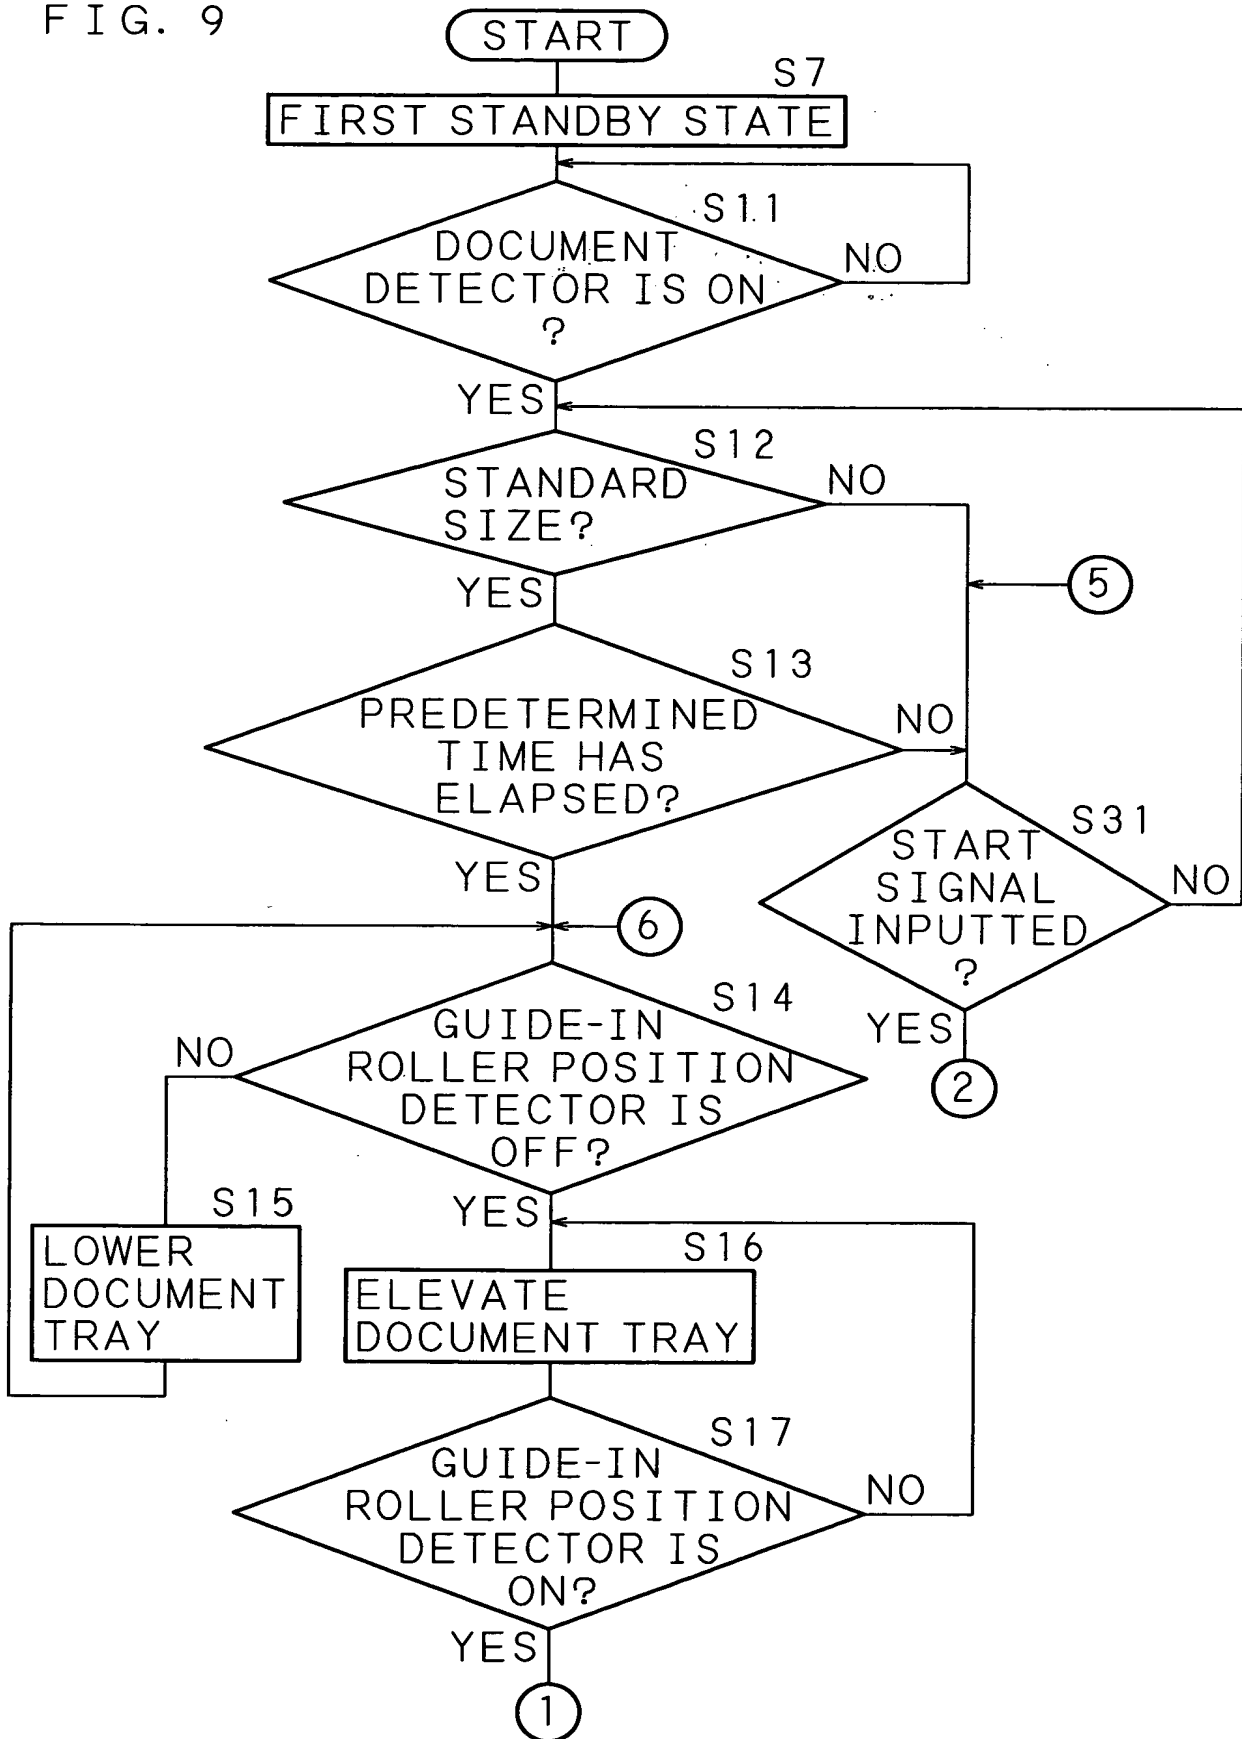 FIG. 9
START
S7
FIRST STANDBY STATE
S11
DOCUMENT
DETECTOR IS ON
?
NO
YES
S12
STANDARD
SIZE?
NO
YES
5
S13
PREDETERMINED
TIME HAS
ELAPSED?
NO
YES
S31
START
SIGNAL
INPUTTED
?
NO
YES
2
6
S14
GUIDE-IN
ROLLER POSITION
DETECTOR IS
OFF?
NO
YES
S15
LOWER
DOCUMENT
TRAY
S16
ELEVATE
DOCUMENT TRAY
S17
GUIDE-IN
ROLLER POSITION
DETECTOR IS
ON?
NO
YES
1